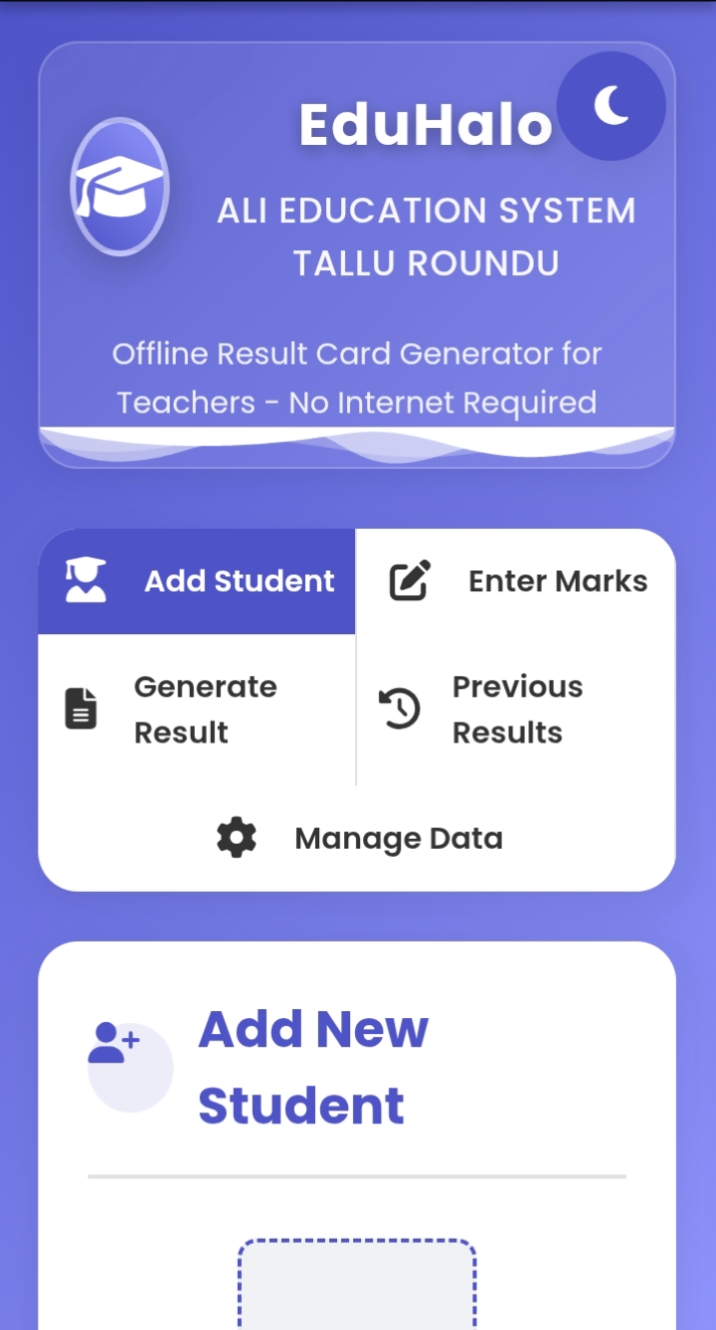 EduHalo
ALI EDUCATION SYSTEM
TALLU ROUNDU
Offline Result Card Generator for
Teachers - No Internet Required
Add Student
Enter Marks
Generate
Result
Previous
Results
Manage Data
Add New
Student